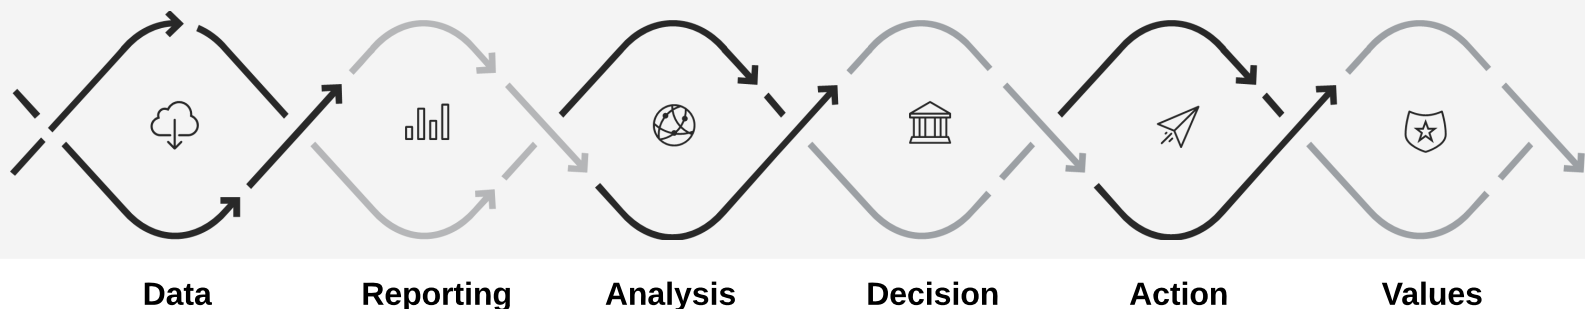 Data Reporting Analysis Decision Action Values